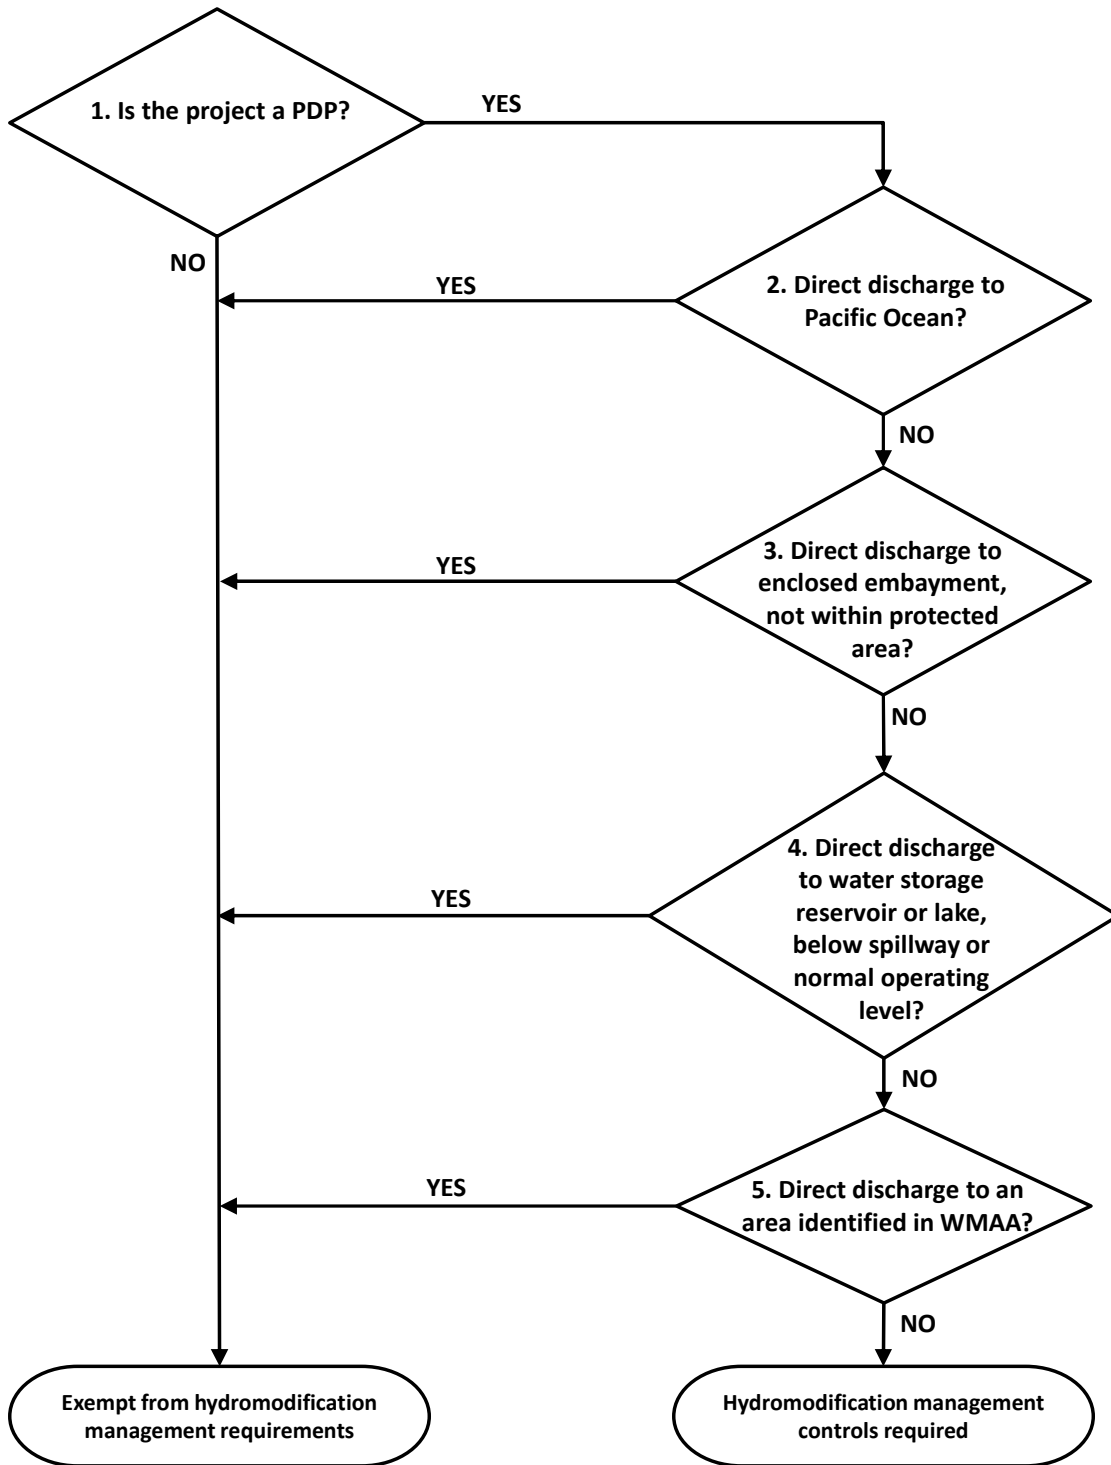 1. Is the project a PDP?
YES
NO
YES
2. Direct discharge to
Pacific Ocean?
NO
YES
3. Direct discharge to
enclosed embayment,
not within protected
area?
NO
YES
4. Direct discharge
to water storage
reservoir or lake,
below spillway or
normal operating
level?
NO
YES
5. Direct discharge to an
area identified in WMAA?
NO
Exempt from hydromodification
management requirements
Hydromodification management
controls required